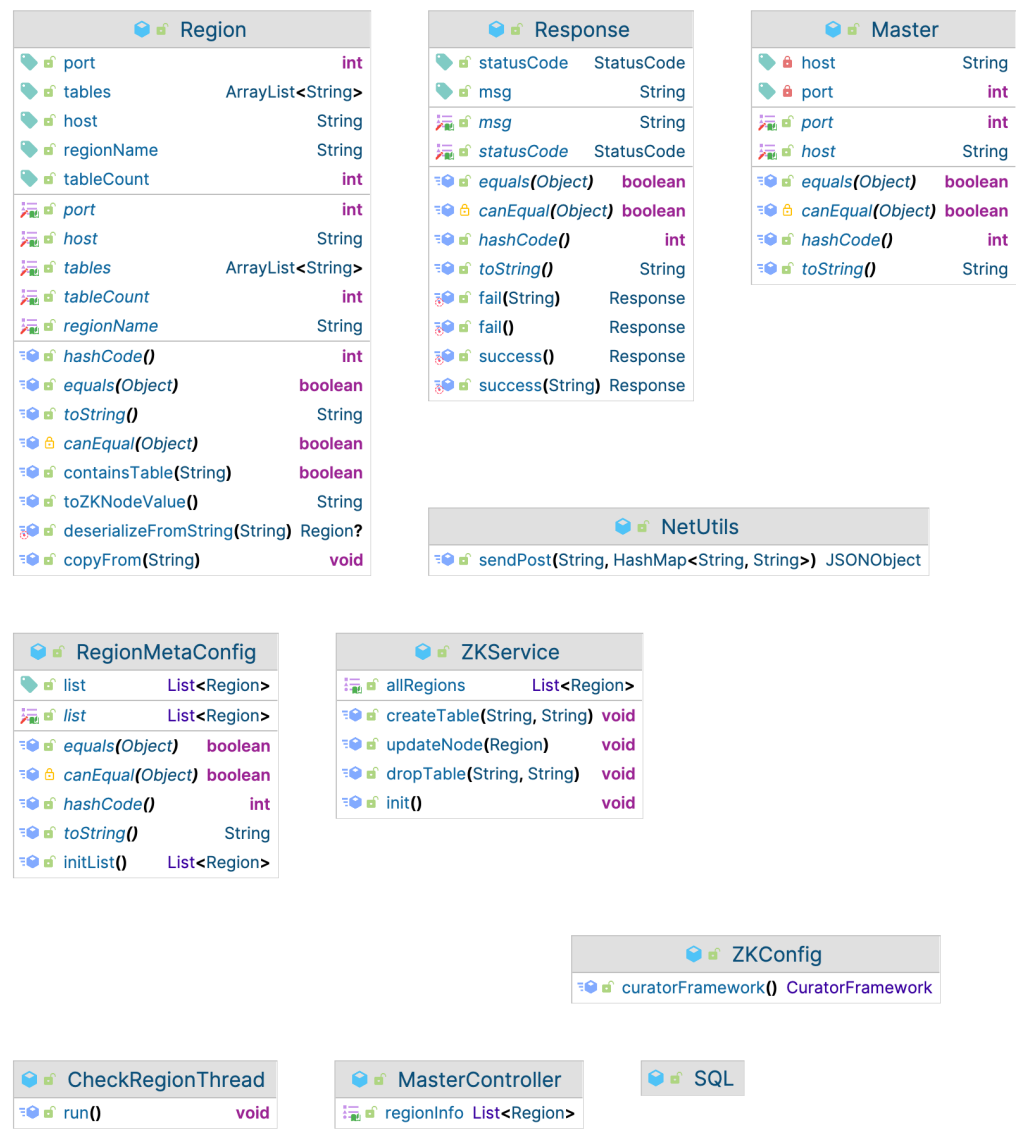 Region
port int
tables ArrayList<String>
host String
regionName String
tableCount int
port int
host String
tables ArrayList<String>
tableCount int
regionName String
hashCode() int
equals(Object) boolean
toString() String
canEqual(Object) boolean
containsTable(String) boolean
toZKNodeValue() String
deserializeFromString(String) Region?
copyFrom(String) void
Response
statusCode StatusCode
msg String
msg String
statusCode StatusCode
equals(Object) boolean
canEqual(Object) boolean
hashCode() int
toString() String
fail(String) Response
fail() Response
success() Response
success(String) Response
Master
host String
port int
port int
host String
equals(Object) boolean
canEqual(Object) boolean
hashCode() int
toString() String
NetUtils
sendPost(String, HashMap<String, String>) JSONObject
RegionMetaConfig
list List<Region>
list List<Region>
equals(Object) boolean
canEqual(Object) boolean
hashCode() int
toString() String
initList() List<Region>
ZKService
allRegions List<Region>
createTable(String, String) void
updateNode(Region) void
dropTable(String, String) void
init() void
ZKConfig
curatorFramework() CuratorFramework
CheckRegionThread
run() void
MasterController
regionInfo List<Region>
SQL